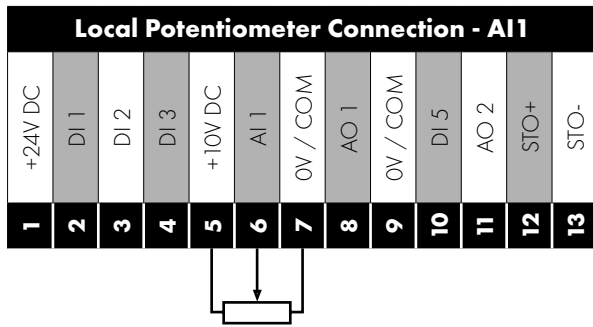 Local Potentiometer Connection - AI1
+24V DC
DI 1
DI 2
DI 3
+10V DC
AI 1
0V / COM
AO 1
0V / COM
DI 5
AO 2
STO+
STO-
1
2
3
4
5
6
7
8
9
10
11
12
13